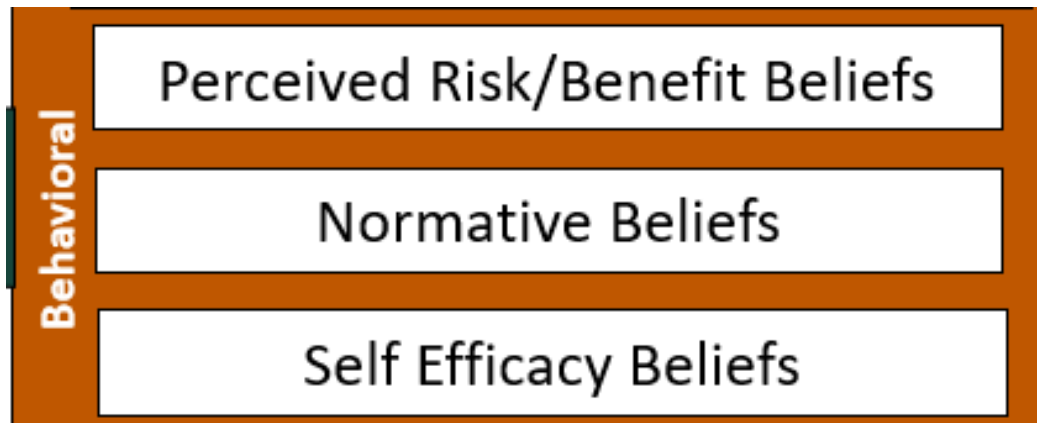 Behavioral
Perceived Risk/Benefit Beliefs
Normative Beliefs
Self Efficacy Beliefs